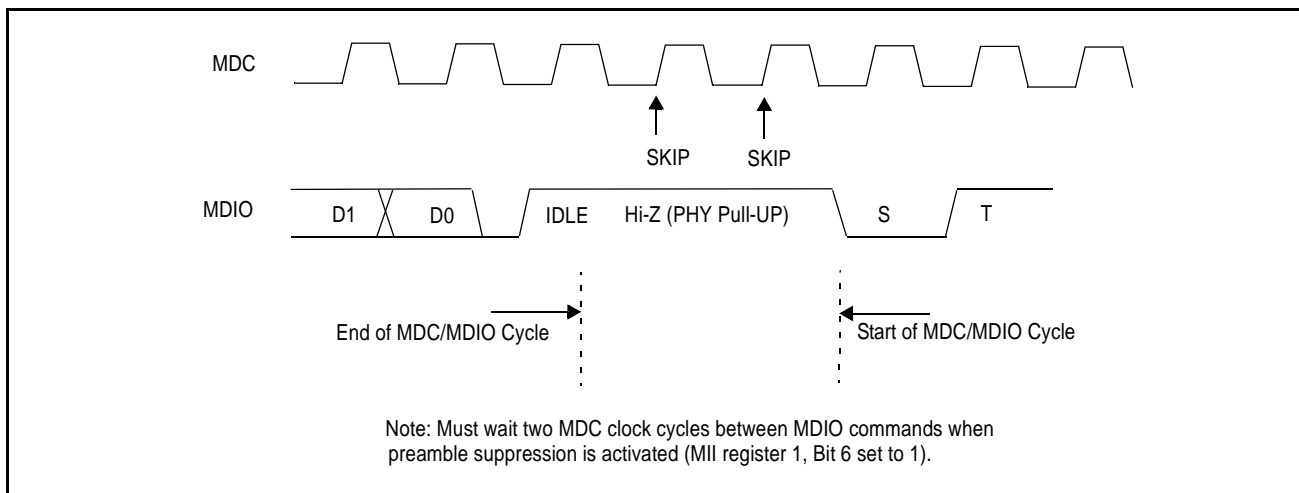 MDC
SKIP SKIP
MDIO D1 D0 IDLE Hi-Z (PHY Pull-UP) S T
End of MDC/MDIO Cycle Start of MDC/MDIO Cycle
Note: Must wait two MDC clock cycles between MDIO commands when
preamble suppression is activated (MII register 1, Bit 6 set to 1).